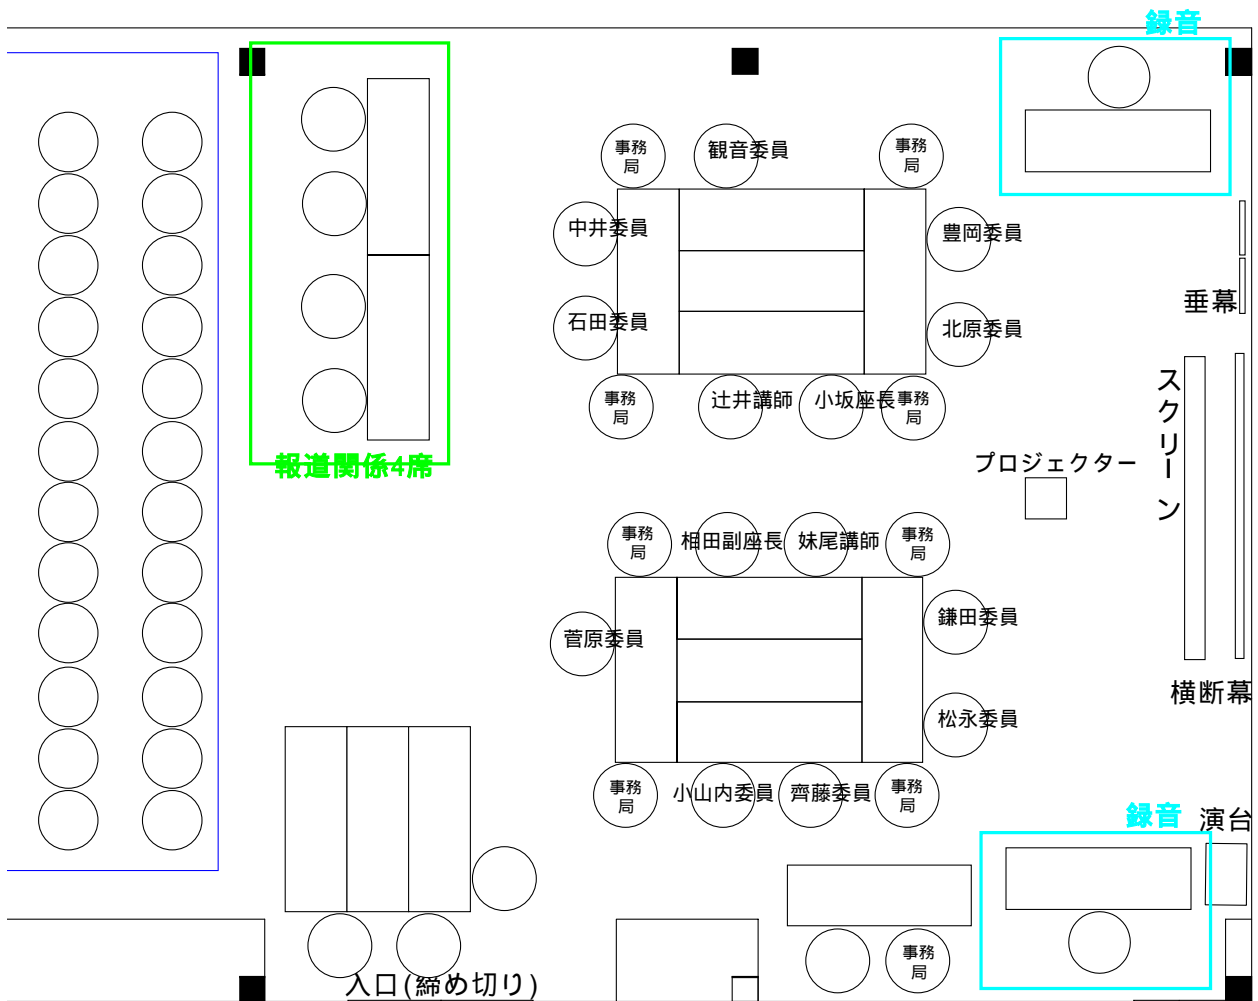 録音
事務
局
観音委員
事務
局
中井委員
豊岡委員
石田委員
北原委員
垂幕
事務
局
辻井講師
小坂座長
事務
局
スクリーン
報道関係4席
プロジェクター
事務
局
相田副座長
妹尾講師
事務
局
菅原委員
鎌田委員
松永委員
横断幕
事務
局
小山内委員
齊藤委員
事務
局
録音
演台
事務
局
入口(締め切り)